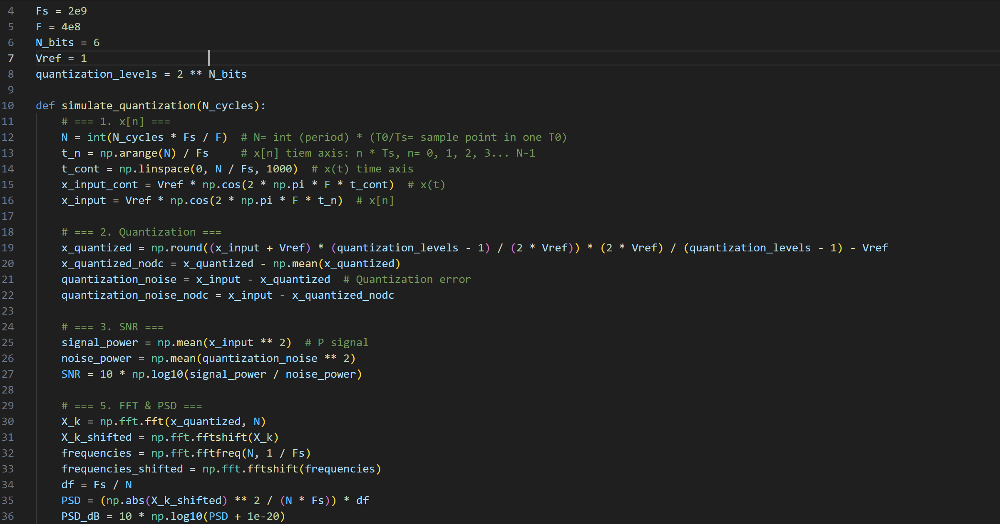 4 Fs = 2e9
5 F = 4e8
6 N_bits = 6
7 Vref = 1
8 quantization_levels = 2 ** N_bits
9
10 def simulate_quantization(N_cycles):
11     # === 1. x[n] ===
12     N = int(N_cycles * Fs / F)  # N= int (period) * (T0/Ts= sample point in one T0)
13     t_n = np.arange(N) / Fs     # x[n] tiem axis: n * Ts, n= 0, 1, 2, 3... N-1
14     t_cont = np.linspace(0, N / Fs, 1000)  # x(t) time axis
15     x_input_cont = Vref * np.cos(2 * np.pi * F * t_cont)  # x(t)
16     x_input = Vref * np.cos(2 * np.pi * F * t_n)  # x[n]
17
18     # === 2. Quantization ===
19     x_quantized = np.round((x_input + Vref) * (quantization_levels - 1) / (2 * Vref)) * (2 * Vref) / (quantization_levels - 1) - Vref
20     x_quantized_nodc = x_quantized - np.mean(x_quantized)
21     quantization_noise = x_input - x_quantized  # Quantization error
22     quantization_noise_nodc = x_input - x_quantized_nodc
23
24     # === 3. SNR ===
25     signal_power = np.mean(x_input ** 2)  # P signal
26     noise_power = np.mean(quantization_noise ** 2)
27     SNR = 10 * np.log10(signal_power / noise_power)
28
29     # === 5. FFT & PSD ===
30     X_k = np.fft.fft(x_quantized, N)
31     X_k_shifted = np.fft.fftshift(X_k)
32     frequencies = np.fft.fftfreq(N, 1 / Fs)
33     frequencies_shifted = np.fft.fftshift(frequencies)
34     df = Fs / N
35     PSD = (np.abs(X_k_shifted) ** 2 / (N * Fs)) * df
36     PSD_dB = 10 * np.log10(PSD + 1e-20)